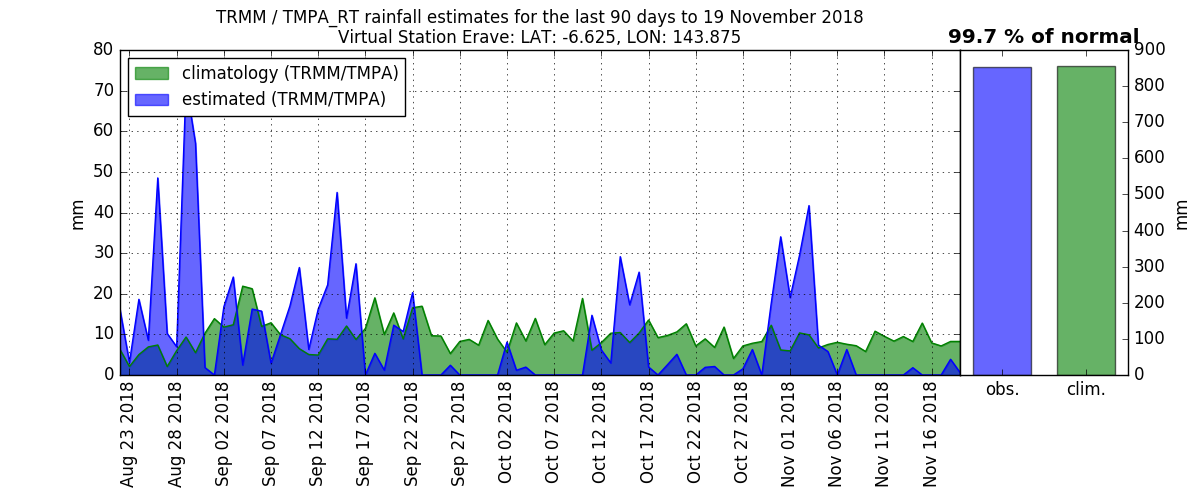 TRMM / TMPA_RT rainfall estimates for the last 90 days to 19 November 2018
Virtual Station Erave: LAT: -6.625, LON: 143.875
99.7 % of normal
climatology (TRMM/TMPA)
estimated (TRMM/TMPA)
80
70
60
50
40
30
20
10
0
mm
900
800
700
600
500
400
300
200
100
0
mm
obs.
clim.
Aug 23 2018
Aug 28 2018
Sep 02 2018
Sep 07 2018
Sep 12 2018
Sep 17 2018
Sep 22 2018
Sep 27 2018
Oct 02 2018
Oct 07 2018
Oct 12 2018
Oct 17 2018
Oct 22 2018
Oct 27 2018
Nov 01 2018
Nov 06 2018
Nov 11 2018
Nov 16 2018